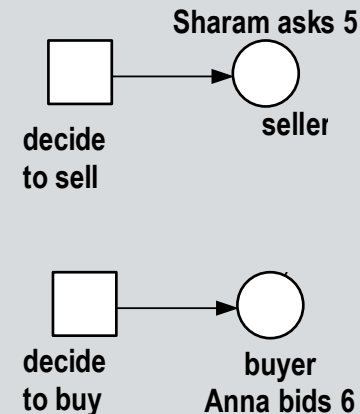 Sharam asks 5
seller
decide
to sell
decide
to buy
buyer
Anna bids 6